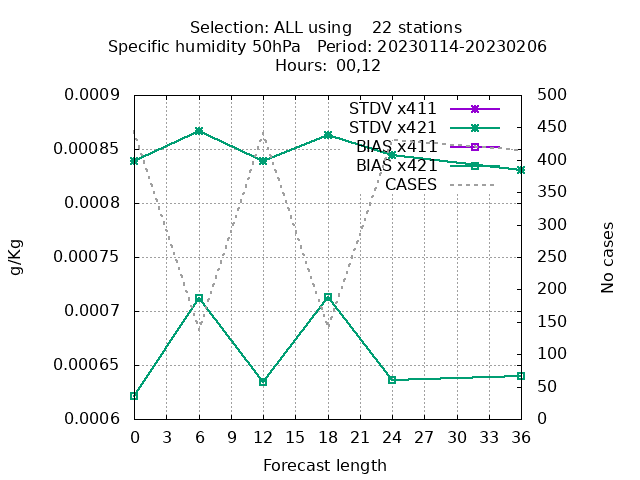 Selection: ALL using    22 stations
Specific humidity 50hPa   Period: 20230114-20230206
Hours: 00,12
0.0009
0.00085
0.0008
0.00075
0.0007
0.00065
0.0006
g/Kg
STDV x411
STDV x421
BIAS x411
BIAS x421
CASES
500
450
400
350
300
250
200
150
100
50
0
No cases
0 3 6 9 12 15 18 21 24 27 30 33 36
Forecast length